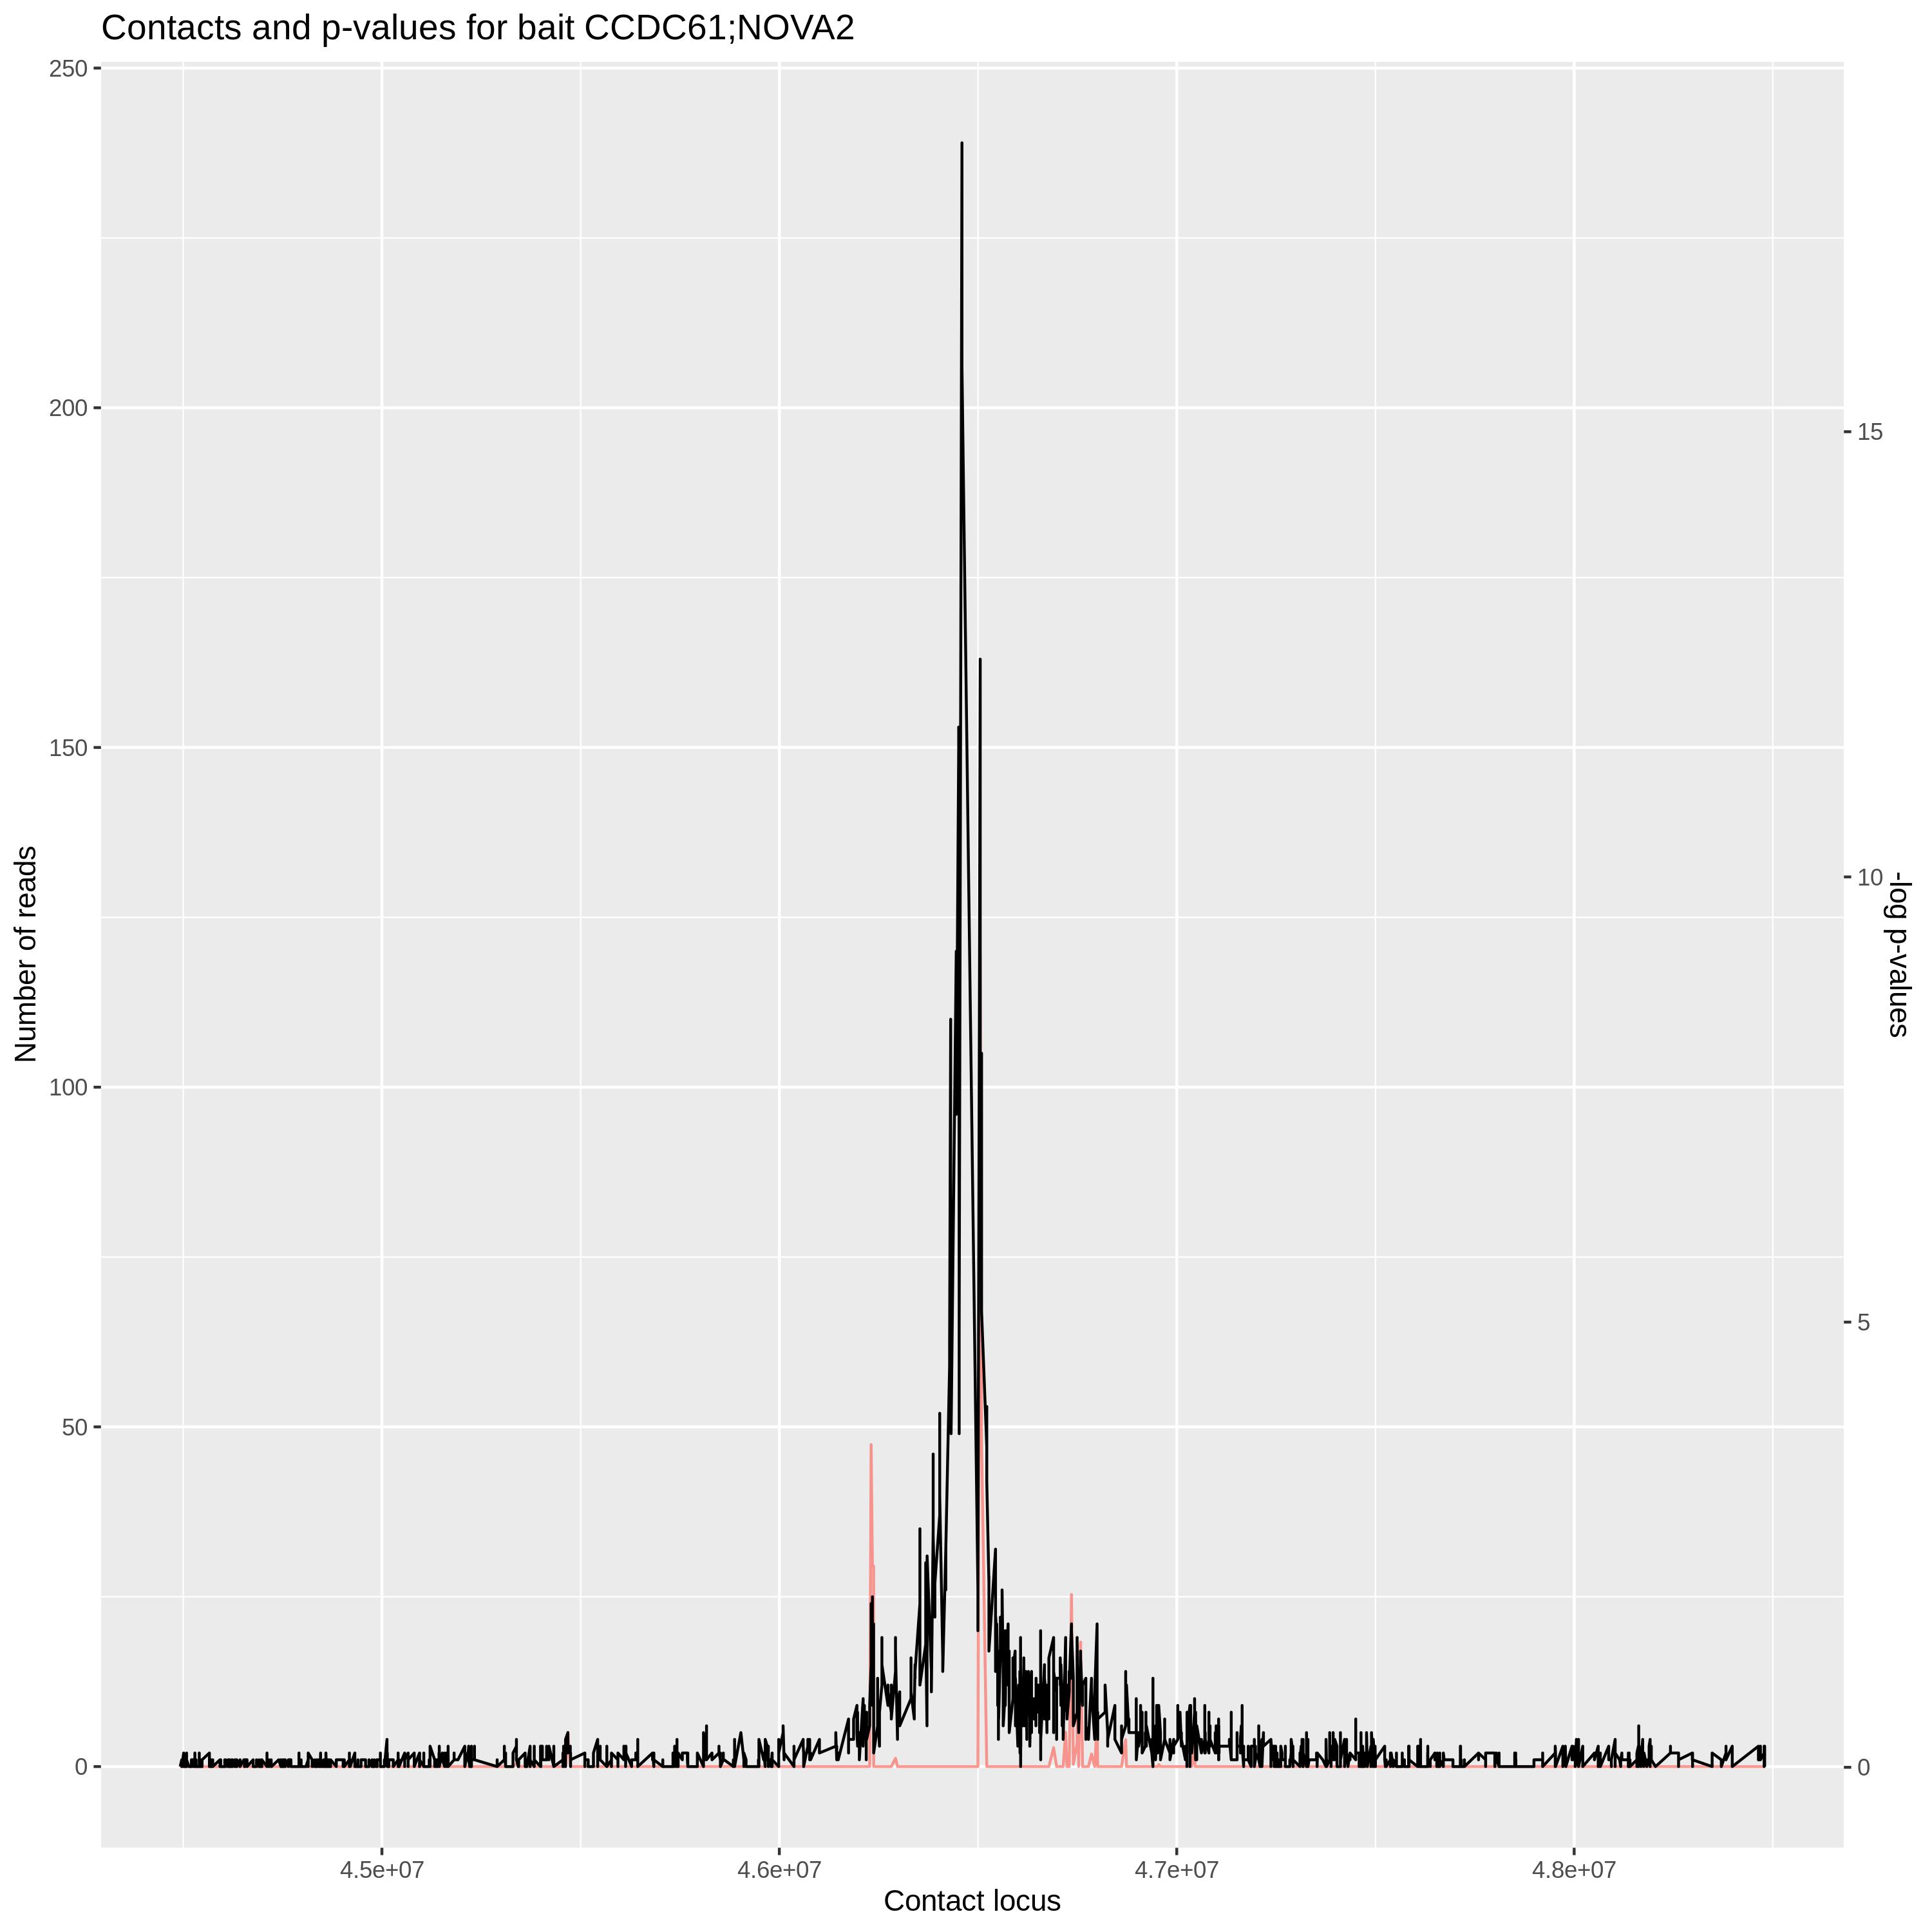 Contacts and p-values for bait CCDC61;NOVA2
250
200
150
100
50
0
Number of reads
15
10
5
0
-log p-values
4.5e+07 4.6e+07 4.7e+07 4.8e+07
Contact locus